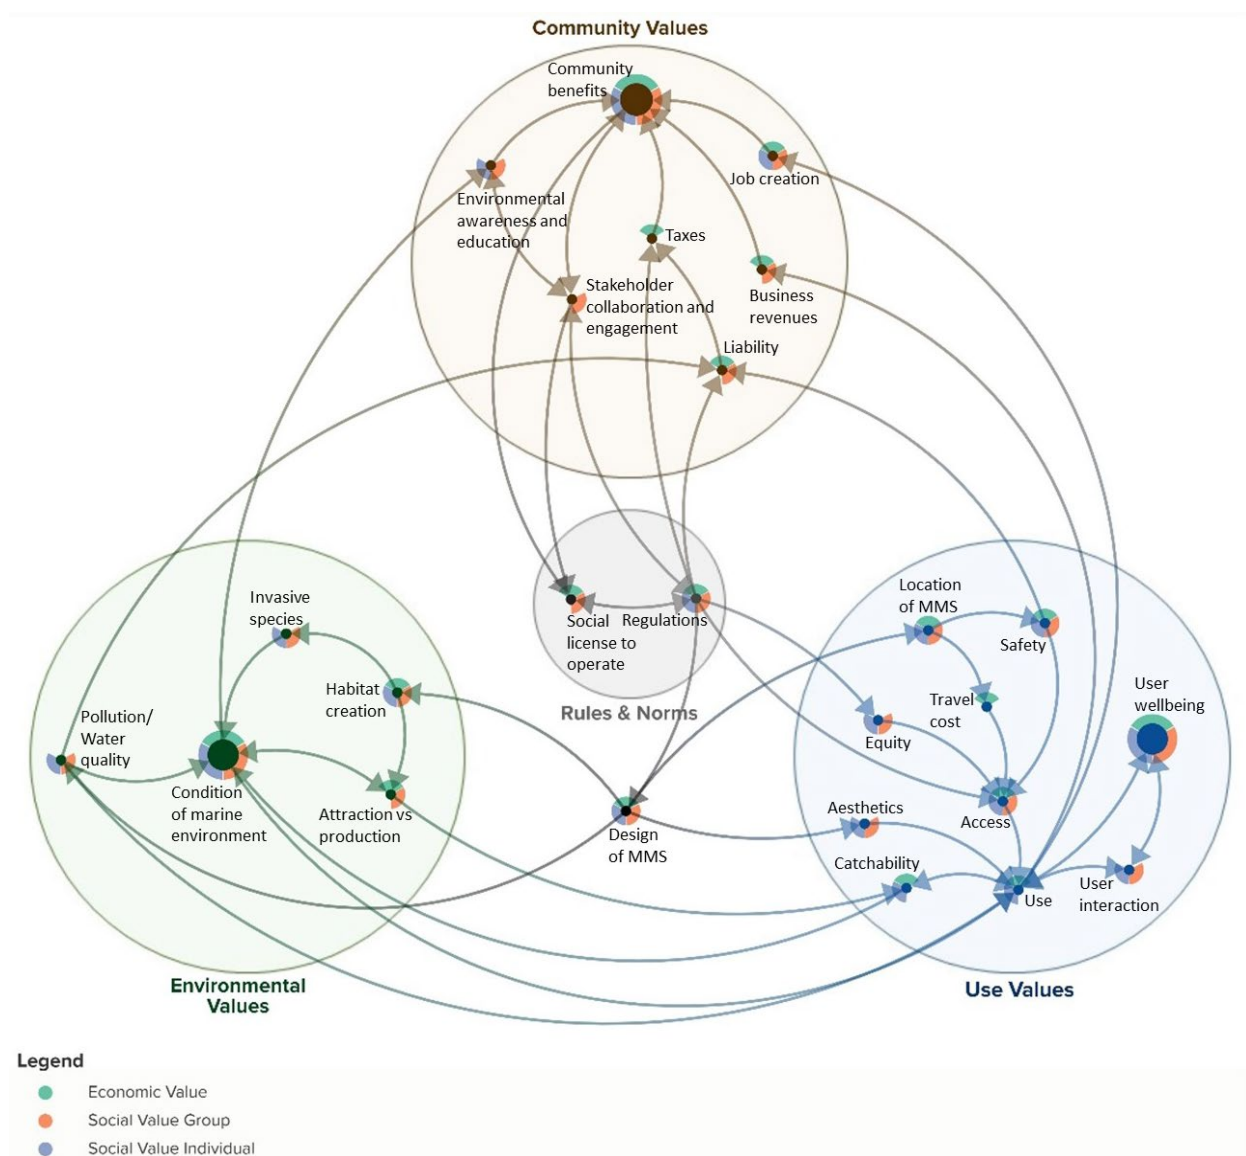 Community Values
Community
benefits
Job creation
Environmental
awareness and
education
Taxes
Stakeholder
collaboration and
engagement
Business
revenues
Liability
Social
license to
operate
Regulations
Rules & Norms
Invasive
species
Habitat
creation
Pollution/
Water
quality
Condition
of marine
environment
Attraction vs
production
Environmental
Values
Design
of MMS
Location
of MMS
Safety
Travel
cost
User
wellbeing
Equity
Aesthetics
Access
Catchability
Use
User
interaction
Use Values
Legend
Economic Value
Social Value Group
Social Value Individual